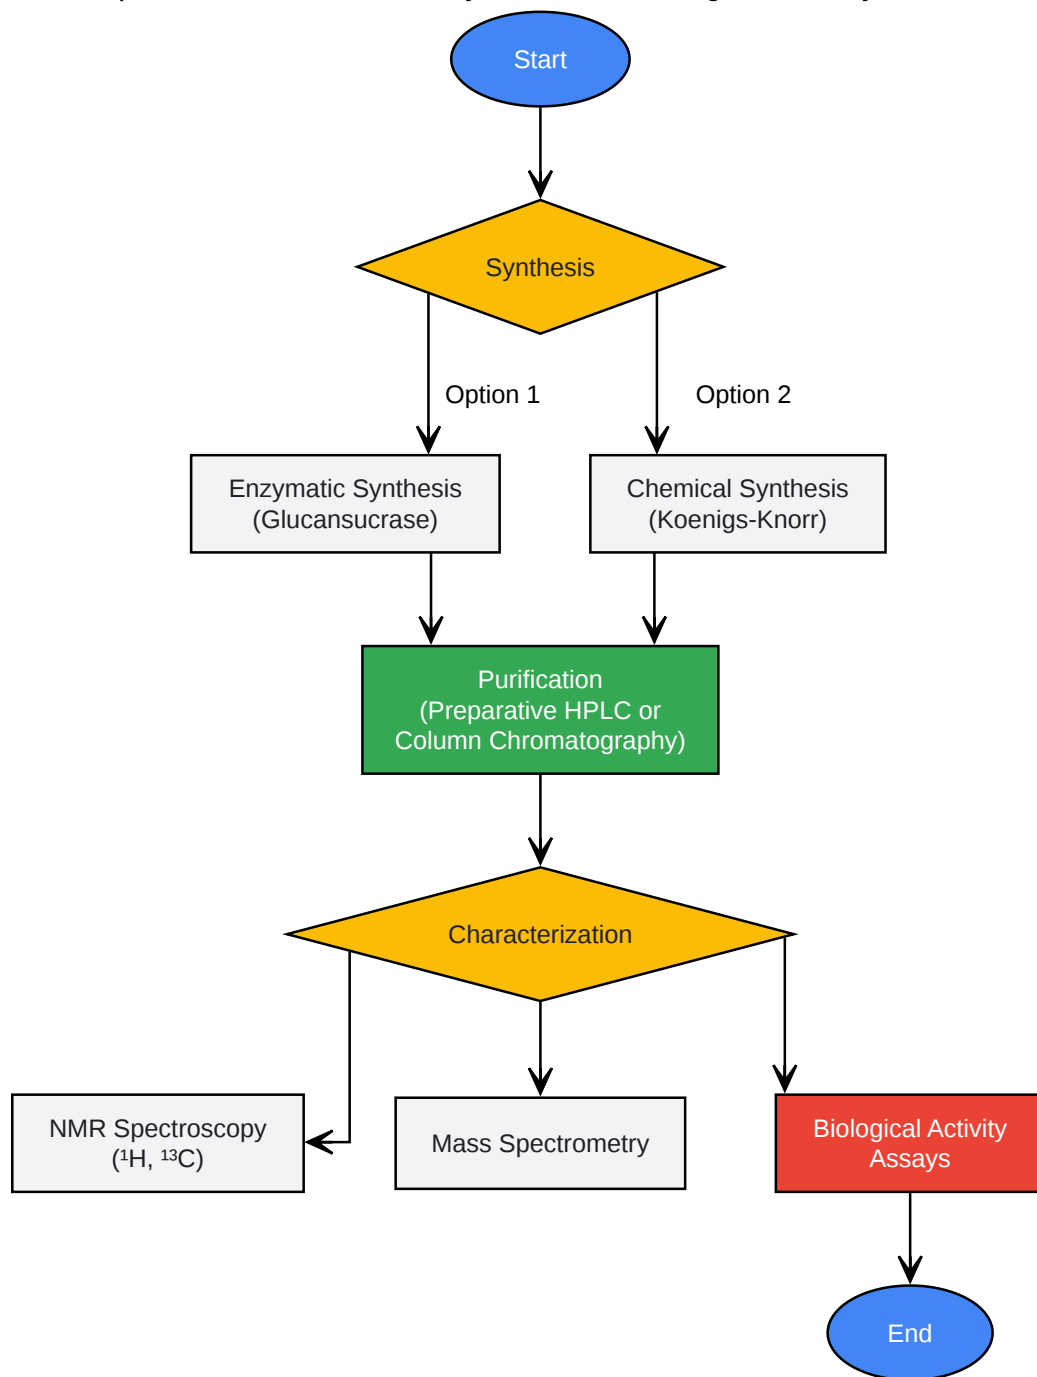 Start
Synthesis
Option 1
Option 2
Enzymatic Synthesis
(Glucansucrase)
Chemical Synthesis
(Koenigs-Knorr)
Purification
(Preparative HPLC or
Column Chromatography)
Characterization
NMR Spectroscopy
(¹H, ¹³C)
Mass Spectrometry
Biological Activity
Assays
End